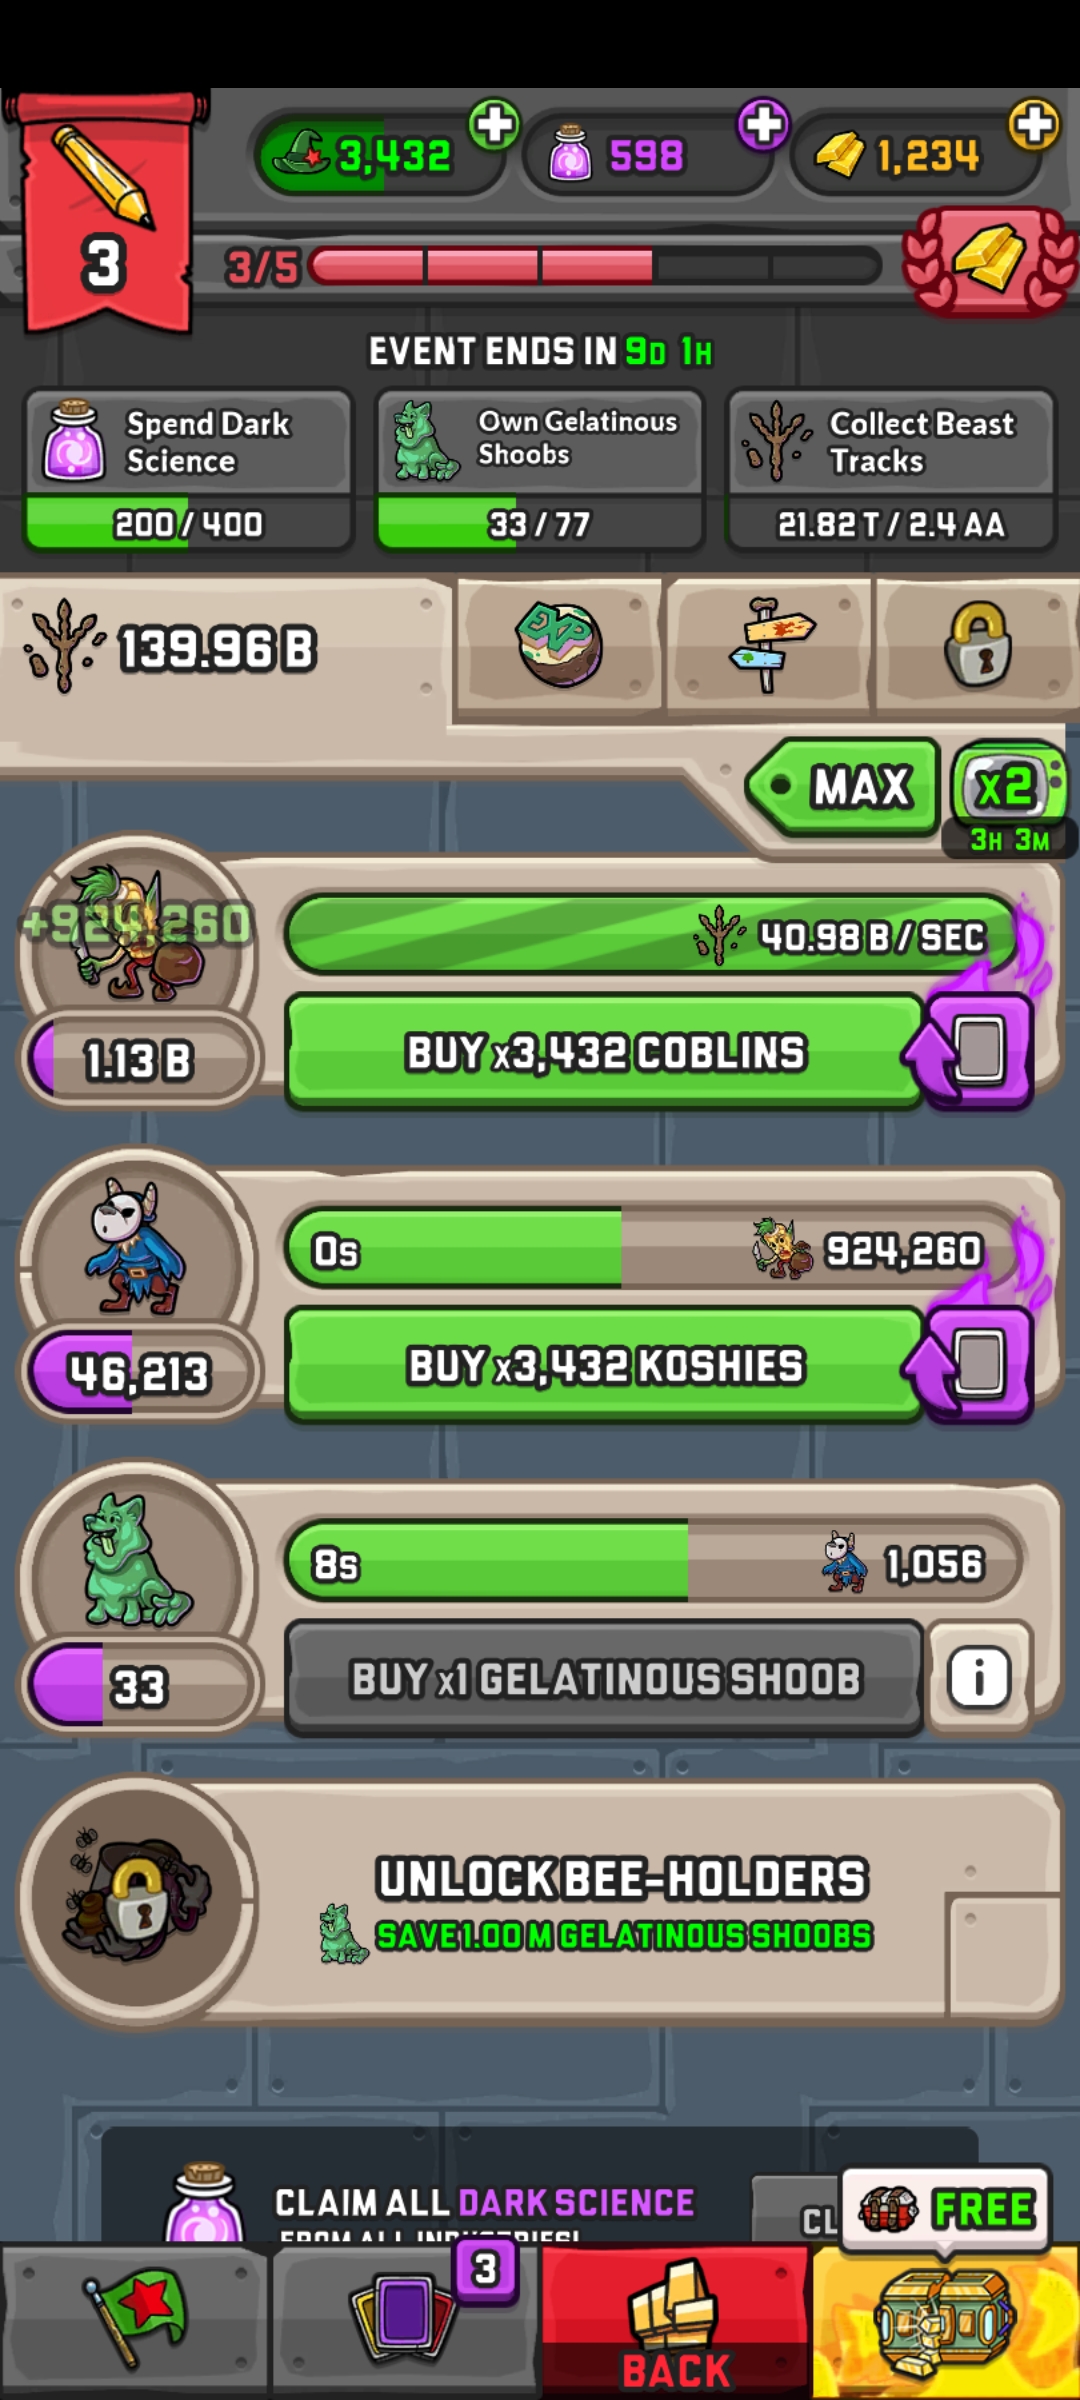 3,432
598
1,234
3
3/5
EVENT ENDS IN 9D 1H
Spend Dark
Science
200 / 400
Own Gelatinous
Shoobs
33 / 77
Collect Beast
Tracks
21.82 T / 2.4 AA
139.96 B
EXP
MAX
x2
3H 3M
+924,260
40.98 B / SEC
1.13 B
BUY x3,432 COBLINS
0s
924,260
46,213
BUY x3,432 KOSHIES
8s
1,056
33
BUY x1 GELATINOUS SHOOB
i
UNLOCK BEE-HOLDERS
SAVE 1.00 M GELATINOUS SHOOBS
CLAIM ALL DARK SCIENCE
FROM ALL INDUSTRIES!
CL
FREE
3
BACK